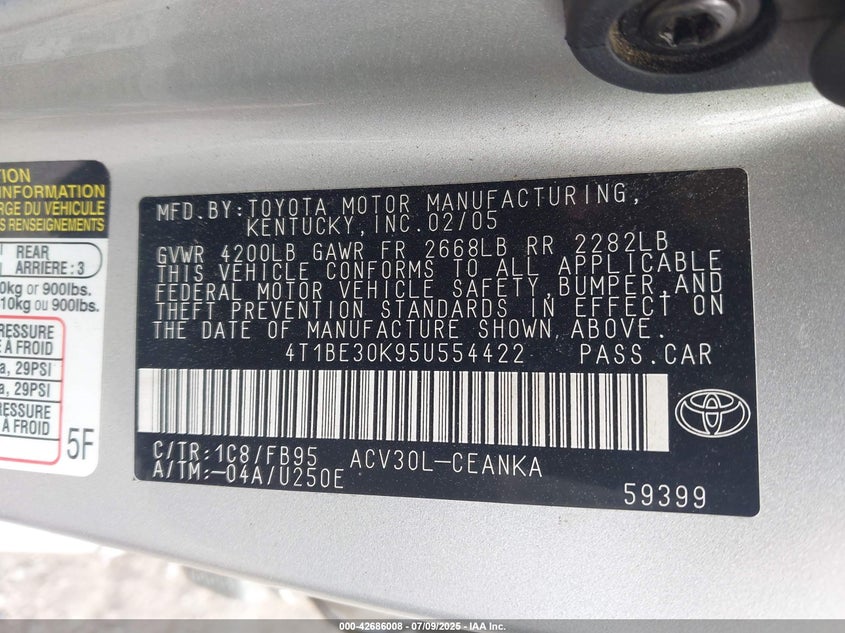 TION
INFORMATION
RGE DU VÉHICULE
S RENSEIGNEMENTS
REAR
ARRIÈRE : 3
0kg or 900lbs.
10kg ou 900lbs.
RESSURE
E À FROID
a, 29PSI
a, 29PSI
RESSURE
À FROID
5F
MFD.BY:TOYOTA MOTOR MANUFACTURING,
KENTUCKY,INC.02/05
GVWR 4200LB GAWR FR 2668LB RR 2282LB
THIS VEHICLE CONFORMS TO ALL APPLICABLE
FEDERAL MOTOR VEHICLE SAFETY,BUMPER,AND
THEFT PREVENTION STANDARDS IN EFFECT ON
THE DATE OF MANUFACTURE SHOWN ABOVE.
4T1BE30K95U554422 PASS.CAR
C/TR:1C8/FB95 ACV30L-CEANKA
A/TM:-04A/U250E
59399
000-42686008 / 07/09/2025 - IAA Inc.